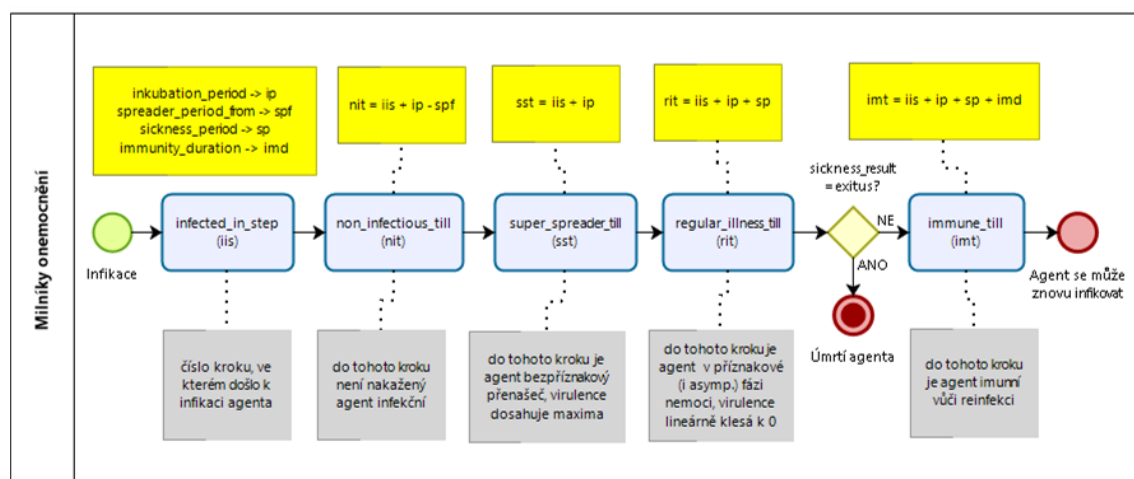 Milníky onemocnění
inkubation_period -> ip
spreader_period_from -> spf
sickness_period -> sp
immunity_duration -> imd
nit = iis + ip - spf
sst = iis + ip
rit = iis + ip + sp
imt = iis + ip + sp + imd
Infikace
infected_in_step
(iis)
non_infectious_till
(nit)
super_spreader_till
(sst)
regular_illness_till
(rit)
sickness_result
= exitus?
NE
ANO
immune_till
(imt)
Agent se může
znovu infikovat
Úmrtí agenta
číslo kroku, ve
kterém došlo k
infikaci agenta
do tohoto kroku
není nakažený
agent infekční
do tohoto kroku je
agent bezpříznakový
přenašeč, virulence
dosahuje maxima
do tohoto kroku je
agent v příznakové
(i asymp.) fázi
nemoci, virulence
lineárně klesá k 0
do tohoto kroku
je agent imunní
vůči reinfekci